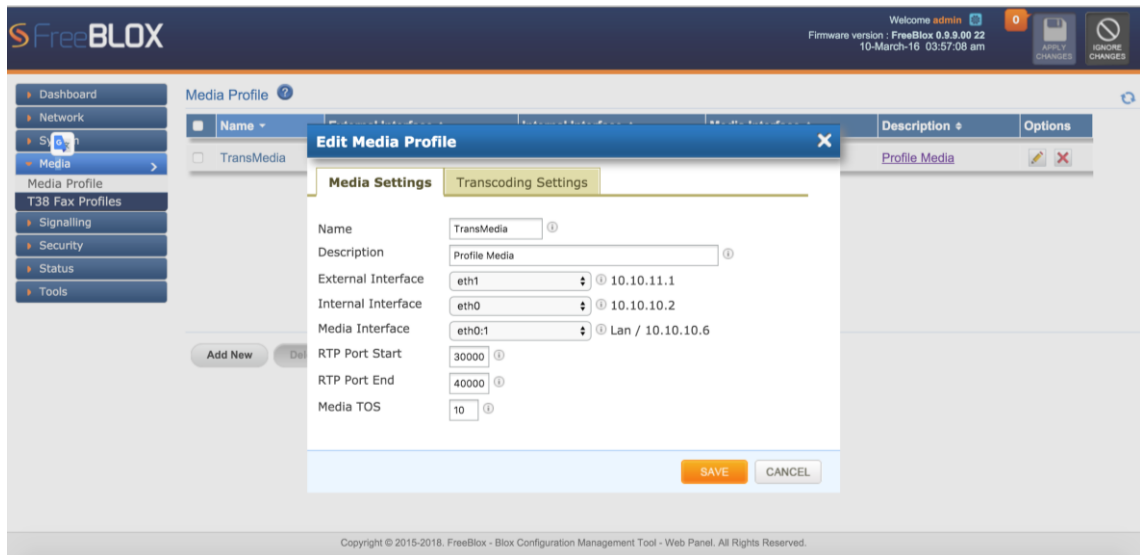 FreeBLOX
Welcome admin
Firmware version : FreeBlox 0.9.9.00 22
10-March-16 03:57:08 am
0
APPLY CHANGES
IGNORE CHANGES
Dashboard
Network
Media
Media Profile
T38 Fax Profiles
Signalling
Security
Status
Tools
Media Profile ?
Name
Description
Options
TransMedia
Profile Media
Add New
Edit Media Profile
Media Settings
Transcoding Settings
Name TransMedia
Description Profile Media
External Interface eth1 10.10.11.1
Internal Interface eth0 10.10.10.2
Media Interface eth0:1 Lan / 10.10.10.6
RTP Port Start 30000
RTP Port End 40000
Media TOS 10
SAVE
CANCEL
Copyright © 2015-2018. FreeBlox - Blox Configuration Management Tool - Web Panel. All Rights Reserved.